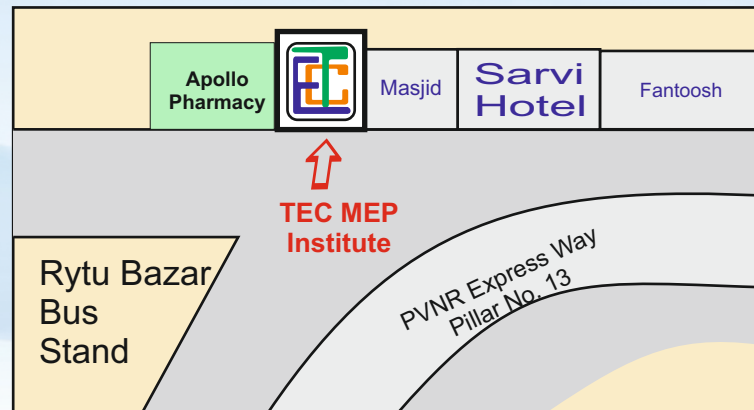 Apollo
Pharmacy
TEC
Masjid
Sarvi
Hotel
Fantoosh
TEC MEP
Institute
Rytu Bazar
Bus
Stand
PVNR Express Way
Pillar No. 13